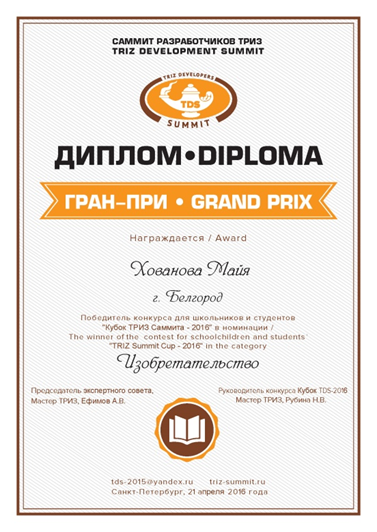 САММИТ РАЗРАБОТЧИКОВ ТРИЗ
TRIZ DEVELOPMENT SUMMIT
TRIZ DEVELOPERS
TDS
SUMMIT
ДИПЛОМ•DIPLOMA
ГРАН-ПРИ • GRAND PRIX
Награждается / Award
Хованова Майя
г. Белгород
Победитель конкурса для школьников и студентов
"Кубок ТРИЗ Саммита - 2016" в номинации /
The winner of the contest for schoolchildren and students
"TRIZ Summit Cup - 2016" in the category
Изобретательство
Председатель экспертного совета,
Мастер ТРИЗ, Ефимов А.В.
Руководитель конкурса Кубок TDS-2016
Мастер ТРИЗ, Рубина Н.В.
tds-2015@yandex.ru triz-summit.ru
Санкт-Петербург, 21 апреля 2016 года